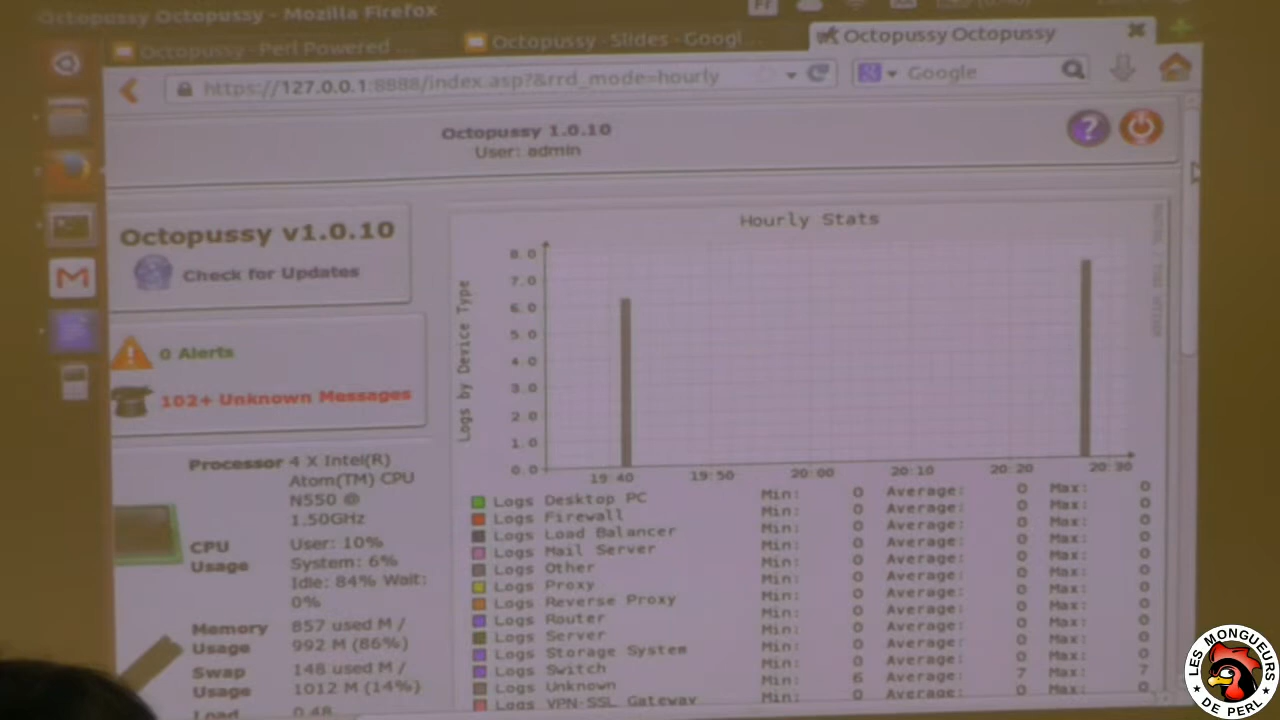 Octopussy Octopussy - Mozilla Firefox
Fr
Octopussy - Perl Powered ...
Octopussy - Slides - Googl...
Octopussy Octopussy
https://127.0.0.1:8888/index.asp?&rrd_mode=hourly
Google
Octopussy 1.0.10
User: admin
?
Octopussy v1.0.10
Check for Updates
0 Alerts
102+ Unknown Messages
Processor 4 X Intel(R)
Atom(TM) CPU
N550 @
1.50GHz
CPU Usage
User: 10%
System: 6%
Idle: 84% Wait:
0%
Memory Usage
857 used M /
992 M (86%)
Swap Usage
148 used M /
1012 M (14%)
Load 0.48
Hourly Stats
Logs by Device Type
8.0
7.0
6.0
5.0
4.0
3.0
2.0
1.0
0.0
19:40 19:50 20:00 20:10 20:20 20:30
Logs Desktop PC Min: 0 Average: 0 Max: 0
Logs Firewall Min: 0 Average: 0 Max: 0
Logs Load Balancer Min: 0 Average: 0 Max: 0
Logs Mail Server Min: 0 Average: 0 Max: 0
Logs Other Min: 0 Average: 0 Max: 0
Logs Proxy Min: 0 Average: 0 Max: 0
Logs Reverse Proxy Min: 0 Average: 0 Max: 0
Logs Router Min: 0 Average: 0 Max: 0
Logs Server Min: 0 Average: 0 Max: 0
Logs Storage System Min: 0 Average: 0 Max: 0
Logs Switch Min: 0 Average: 0 Max: 0
Logs Unknown Min: 6 Average: 7 Max: 7
Logs VPN-SSL Gateway Min: 0 Average: 0 Max: 0
LES MONGUEURS
DE PERL